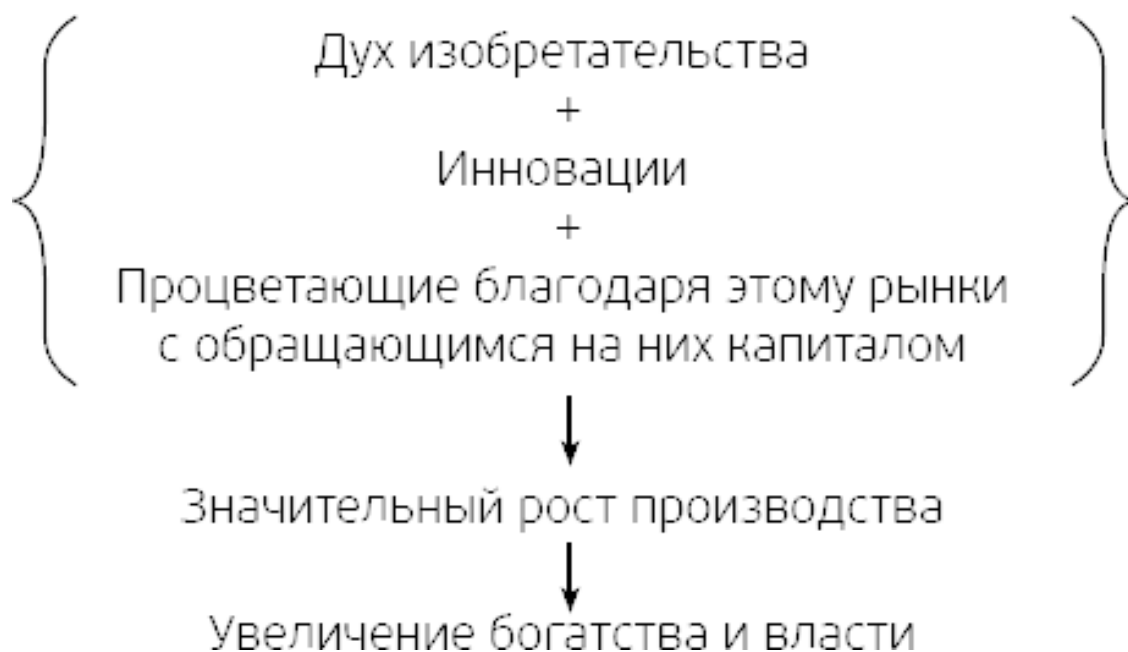 Дух изобретательства
+
Инновации
+
Процветающие благодаря этому рынки
с обращающимся на них капиталом
Значительный рост производства
Увеличение богатства и власти